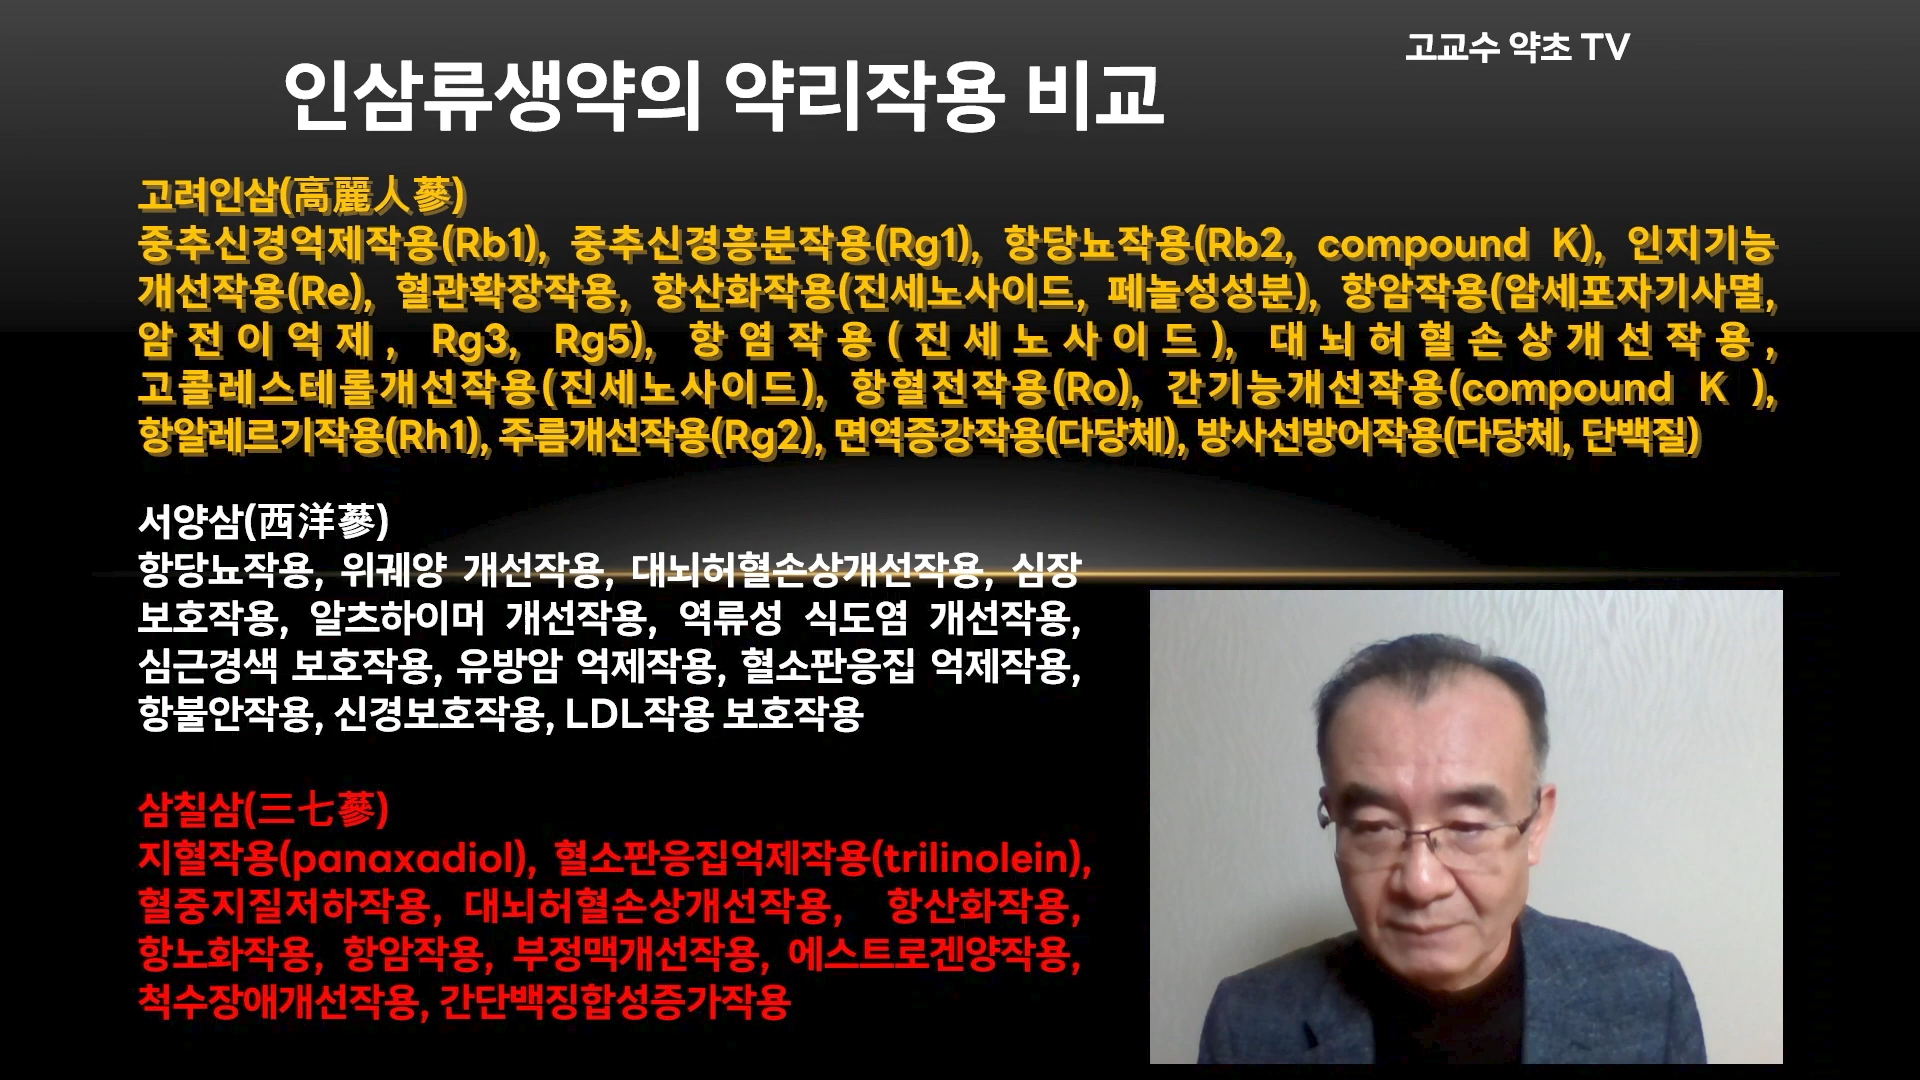 고교수 약초 TV
인삼류생약의 약리작용 비교
고려인삼(高麗人蔘)
중추신경억제작용(Rb1), 중추신경흥분작용(Rg1), 항당뇨작용(Rb2, compound K), 인지기능
개선작용(Re), 혈관확장작용, 항산화작용(진세노사이드, 페놀성성분), 항암작용(암세포자기사멸,
암전이억제, Rg3, Rg5), 항염작용(진세노사이드), 대뇌허혈손상개선작용,
고콜레스테롤개선작용(진세노사이드), 항혈전작용(Ro), 간기능개선작용(compound K ),
항알레르기작용(Rh1), 주름개선작용(Rg2), 면역증강작용(다당체), 방사선방어작용(다당체, 단백질)
서양삼(西洋蔘)
항당뇨작용, 위궤양 개선작용, 대뇌허혈손상개선작용, 심장
보호작용, 알츠하이머 개선작용, 역류성 식도염 개선작용,
심근경색 보호작용, 유방암 억제작용, 혈소판응집 억제작용,
항불안작용, 신경보호작용, LDL작용 보호작용
삼칠삼(三七蔘)
지혈작용(panaxadiol), 혈소판응집억제작용(trilinolein),
혈중지질저하작용, 대뇌허혈손상개선작용, 항산화작용,
항노화작용, 항암작용, 부정맥개선작용, 에스트로겐양작용,
척수장애개선작용, 간단백징합성증가작용